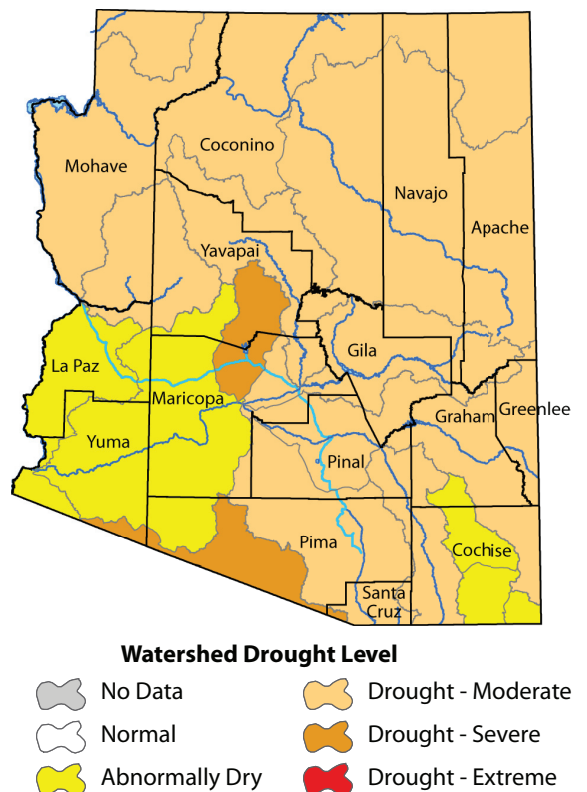 Coconino
Mohave
Navajo
Apache
Yavapai
Gila
La Paz
Maricopa
Graham
Greenlee
Yuma
Pinal
Pima
Cochise
Santa
Cruz
Watershed Drought Level
No Data
Drought - Moderate
Normal
Drought - Severe
Abnormally Dry
Drought - Extreme